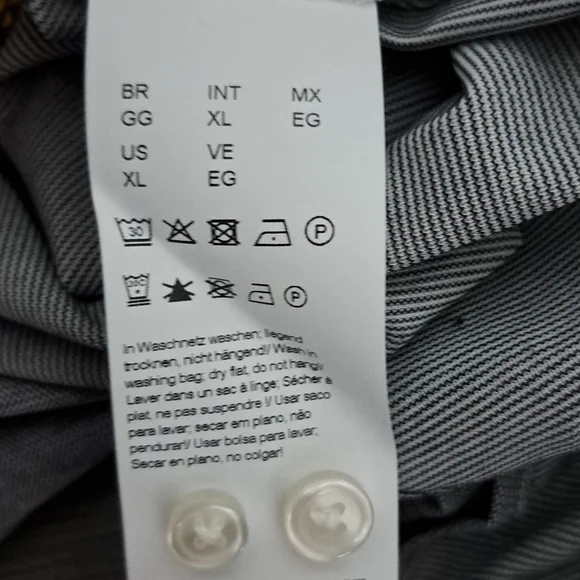 BR INT MX
GG XL EG
US VE
XL EG
30 P
30°C P
In Waschnetz waschen; liegend
trocknen, nicht hängend!/ Wash in
washing bag; dry flat, do not hang!/
Laver dans un sac à linge; Sécher à
plat, ne pas suspendre !/ Usar saco
para lavar; secar em plano, não
pendurar!/ Usar bolsa para lavar;
Secar en plano, no colgar!